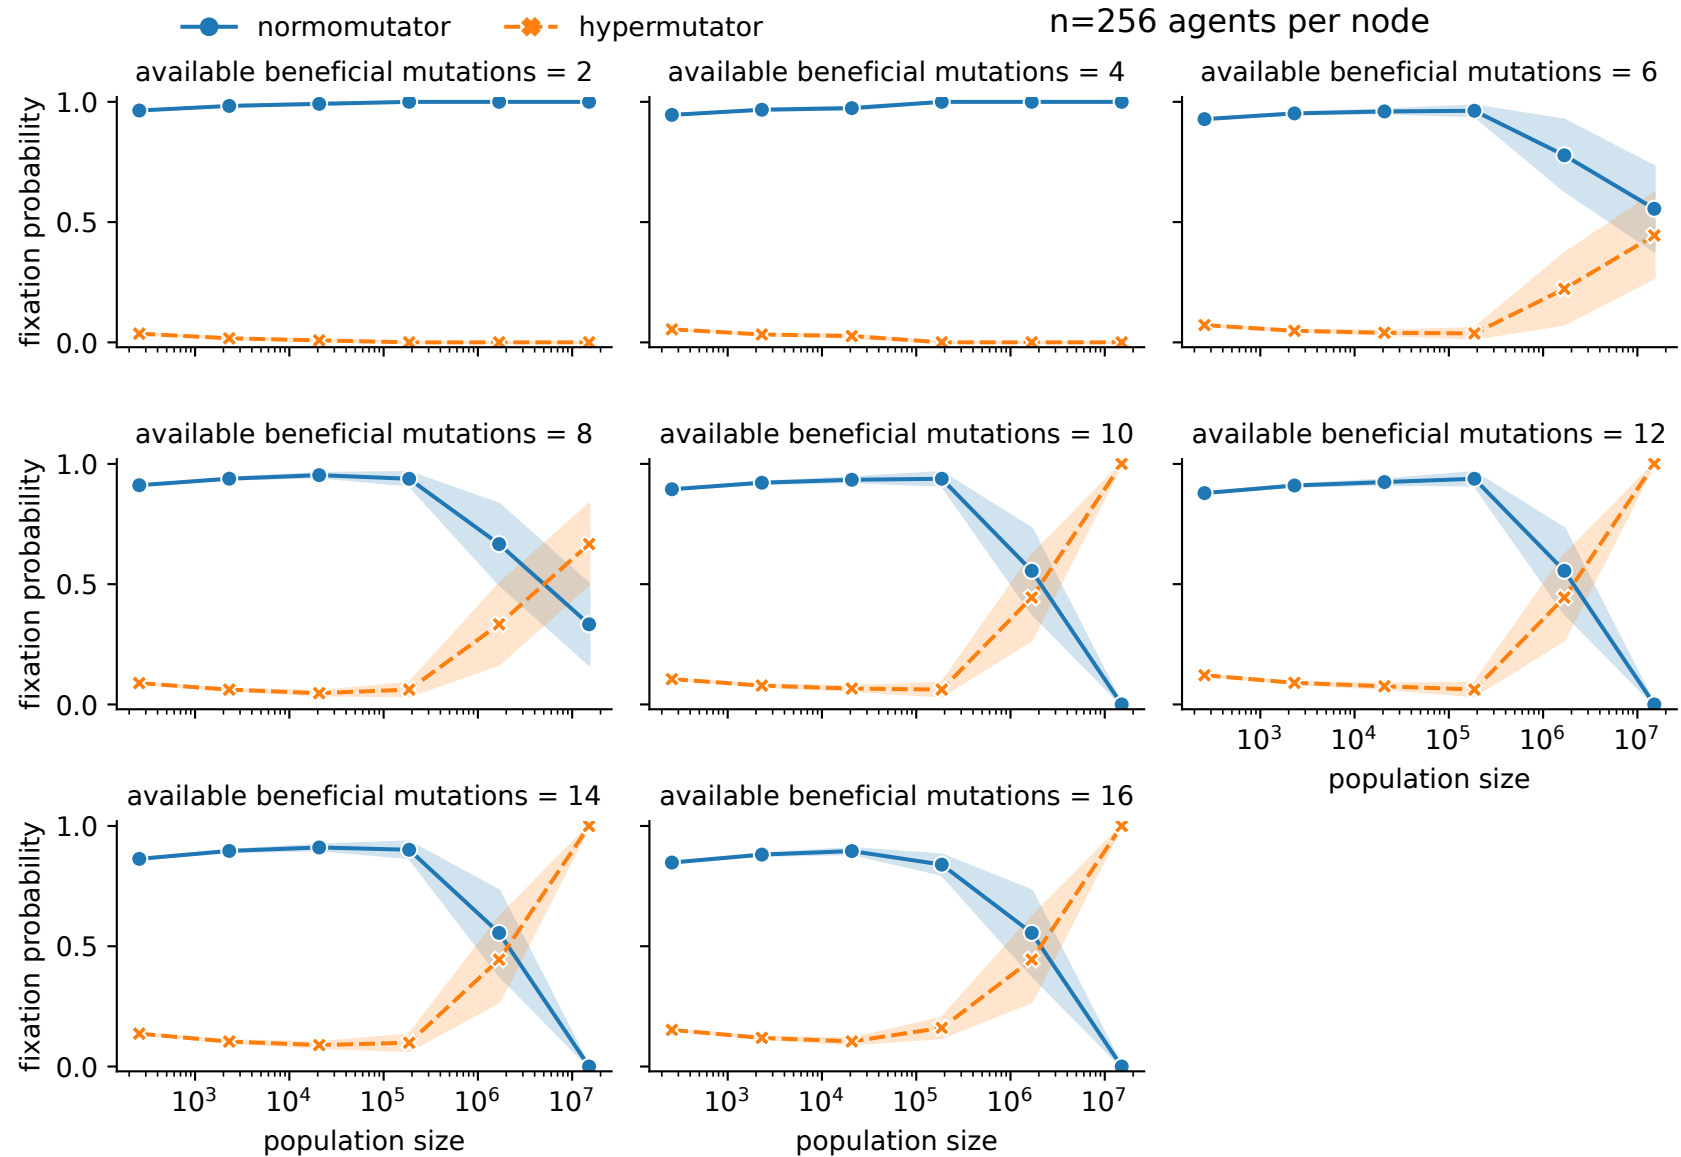 normomutator
hypermutator
n=256 agents per node
available beneficial mutations = 2
available beneficial mutations = 4
available beneficial mutations = 6
fixation probability
1.0
0.5
0.0
available beneficial mutations = 8
available beneficial mutations = 10
available beneficial mutations = 12
fixation probability
1.0
0.5
0.0
10³ 10⁴ 10⁵ 10⁶ 10⁷
population size
available beneficial mutations = 14
available beneficial mutations = 16
fixation probability
1.0
0.5
0.0
10³ 10⁴ 10⁵ 10⁶ 10⁷
population size
10³ 10⁴ 10⁵ 10⁶ 10⁷
population size